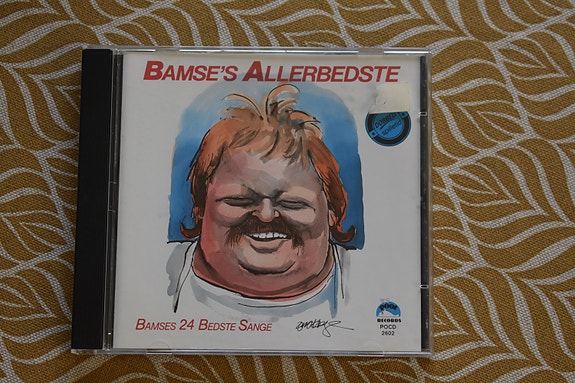 BAMSE'S ALLERBEDSTE
BAMSES 24 BEDSTE SANGE
RECORDS
POCD
2602